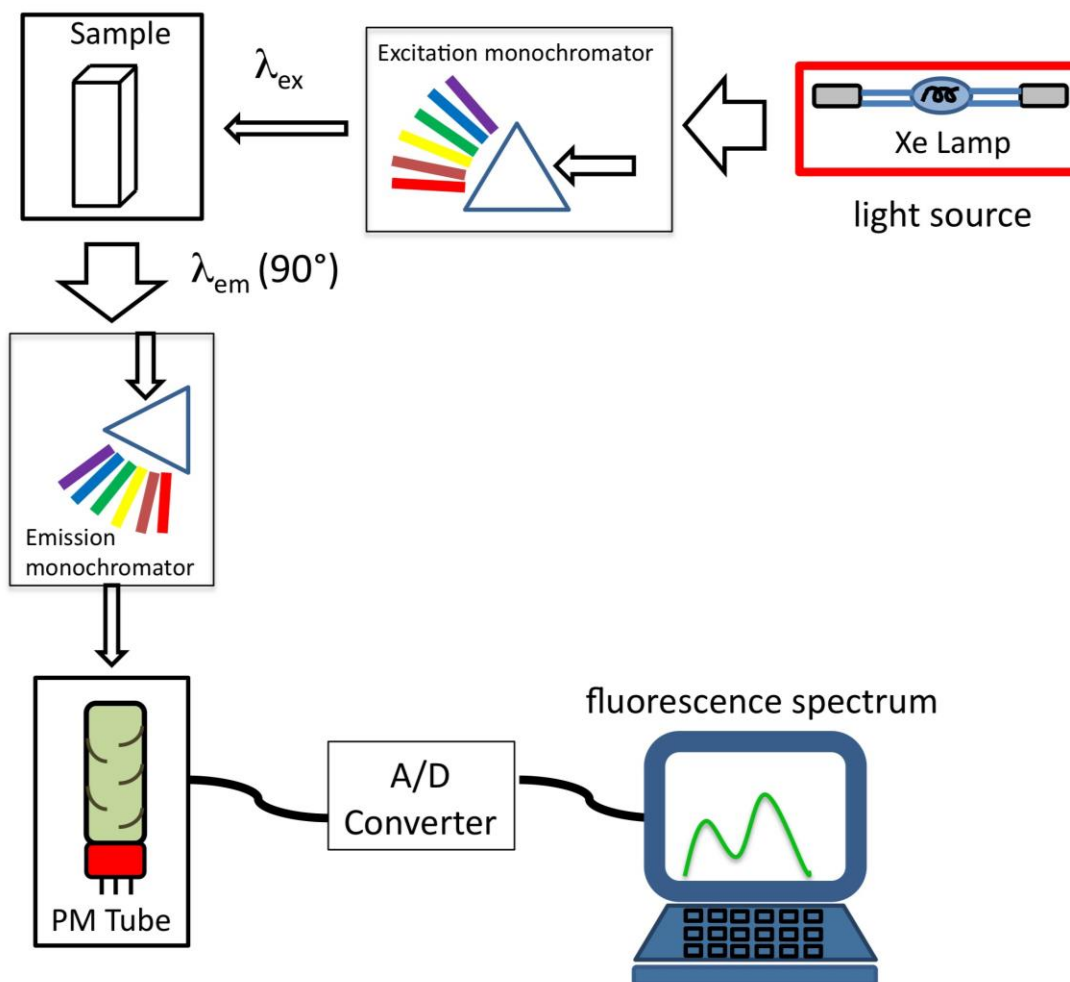 Sample
λex
Excitation monochromator
Xe Lamp
light source
λem (90°)
Emission
monochromator
PM Tube
A/D
Converter
fluorescence spectrum